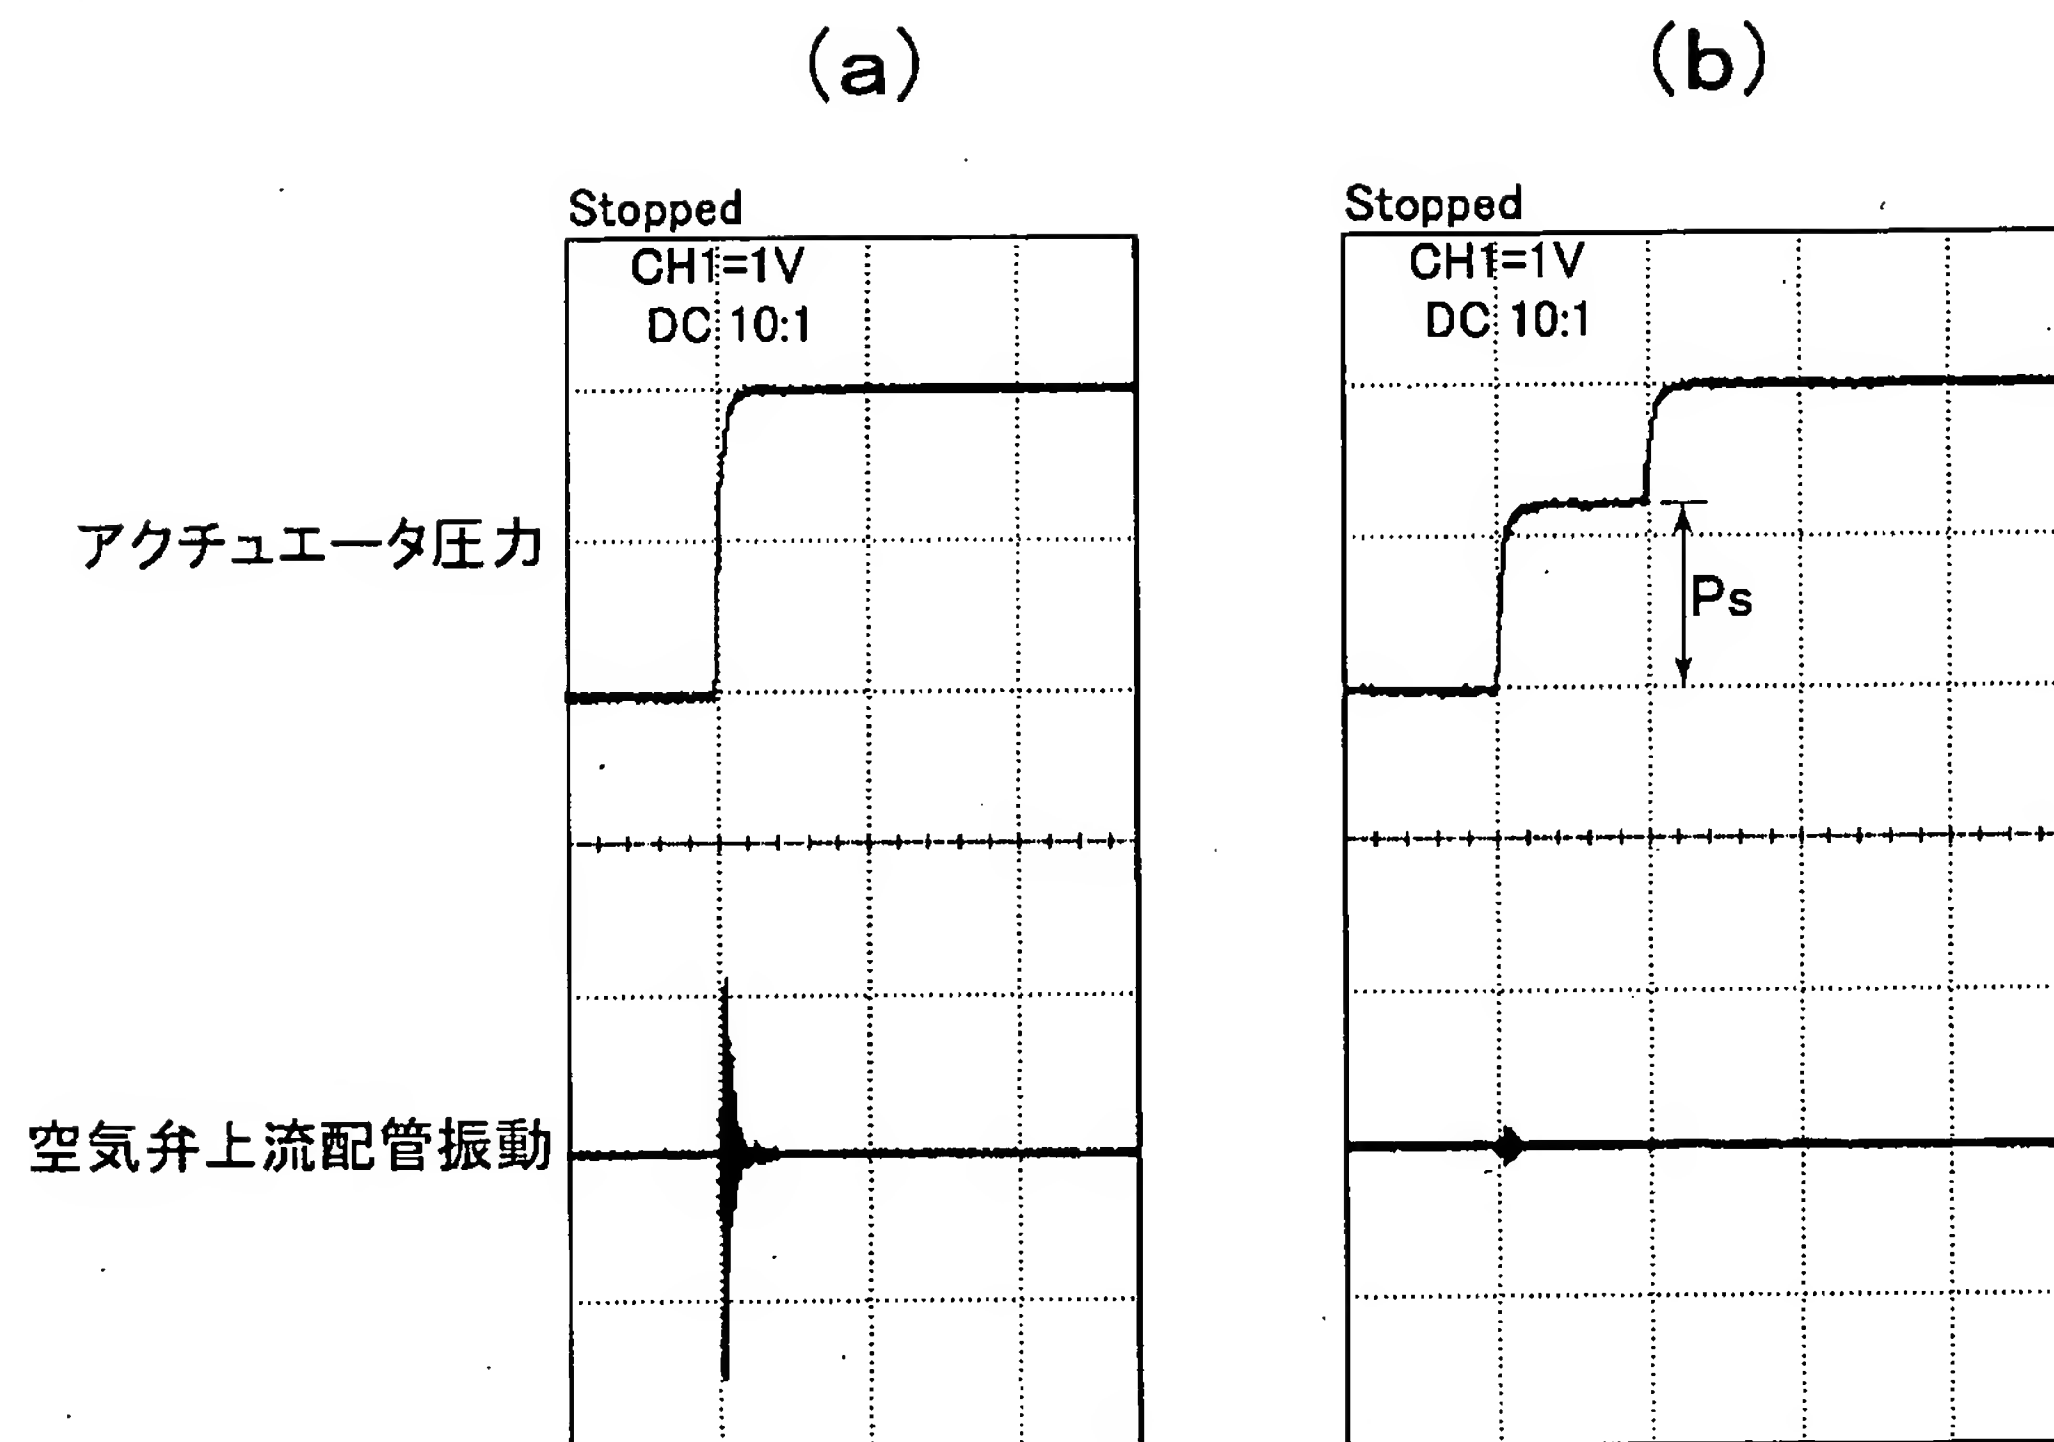 (a)
(b)
Stopped
CH1=1V
DC 10:1
Stopped
CH1=1V
DC 10:1
アクチュエータ圧力
Ps
空気弁上流配管振動